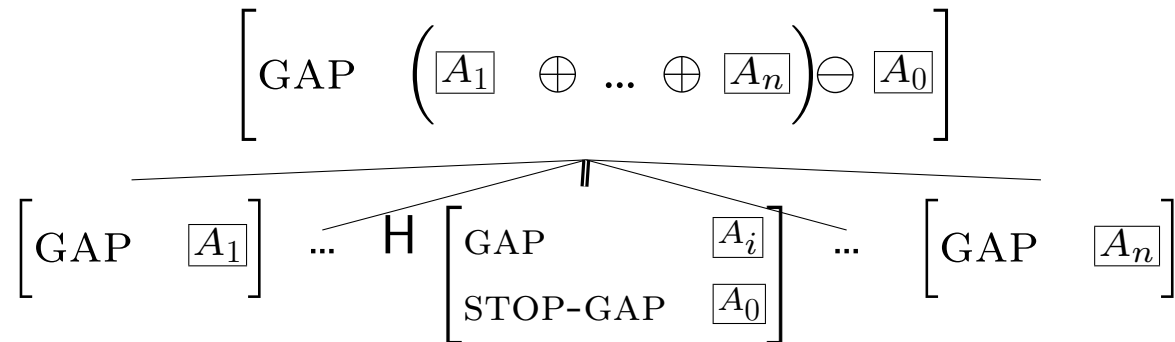 [GAP (A₁ ⊕ ... ⊕ Aₙ) ⊖ A₀]
[GAP A₁] ... H [GAP Aᵢ ... [GAP Aₙ]
STOP-GAP A₀]